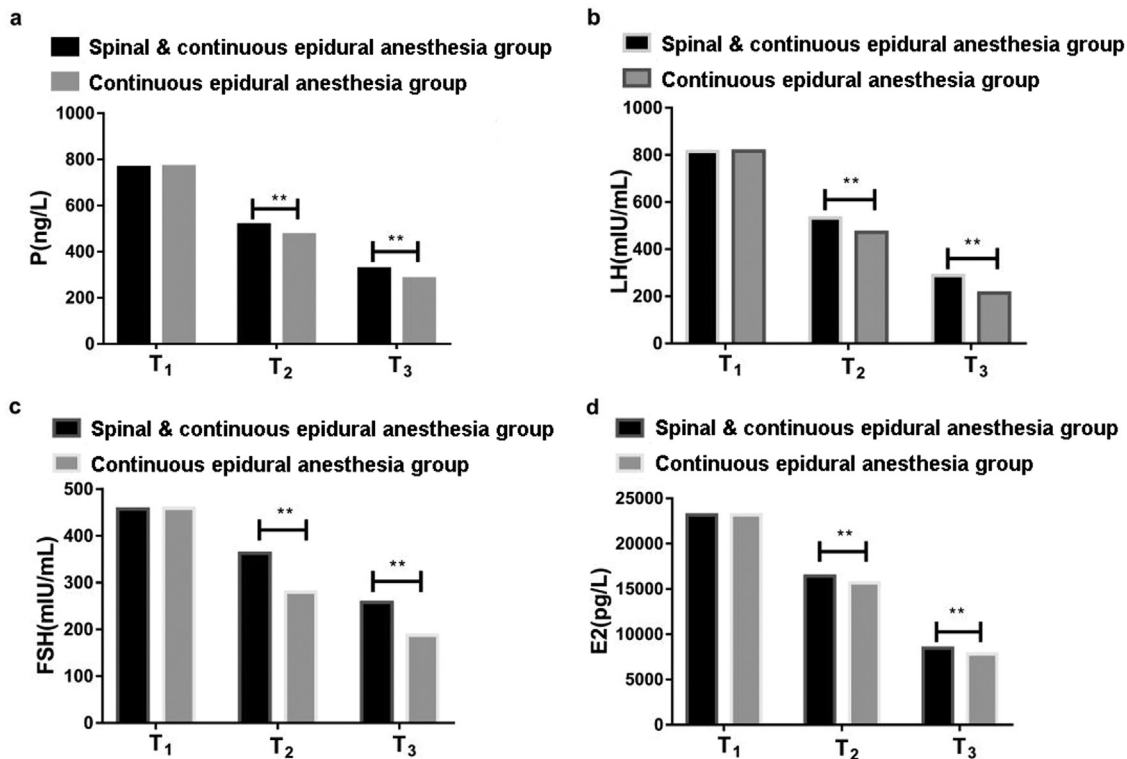 a
Spinal & continuous epidural anesthesia group
Continuous epidural anesthesia group
1000
800
600
400
200
0
P(ng/L)
**
**
T1
T2
T3
b
Spinal & continuous epidural anesthesia group
Continuous epidural anesthesia group
1000
800
600
400
200
0
LH(mIU/mL)
**
**
T1
T2
T3
c
Spinal & continuous epidural anesthesia group
Continuous epidural anesthesia group
500
400
300
200
100
0
FSH(mIU/mL)
**
**
T1
T2
T3
d
Spinal & continuous epidural anesthesia group
Continuous epidural anesthesia group
25000
20000
15000
10000
5000
0
E2(pg/L)
**
**
T1
T2
T3